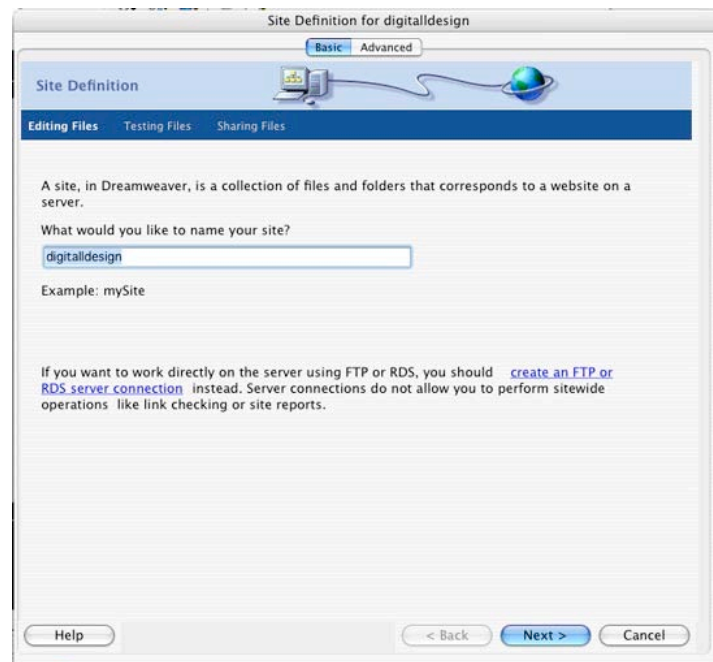 Site Definition for digitalldesign
Basic Advanced
Site Definition
Editing Files Testing Files Sharing Files
A site, in Dreamweaver, is a collection of files and folders that corresponds to a website on a
server.
What would you like to name your site?
digitalldesign
Example: mySite
If you want to work directly on the server using FTP or RDS, you should create an FTP or
RDS server connection instead. Server connections do not allow you to perform sitewide
operations like link checking or site reports.
Help < Back Next > Cancel